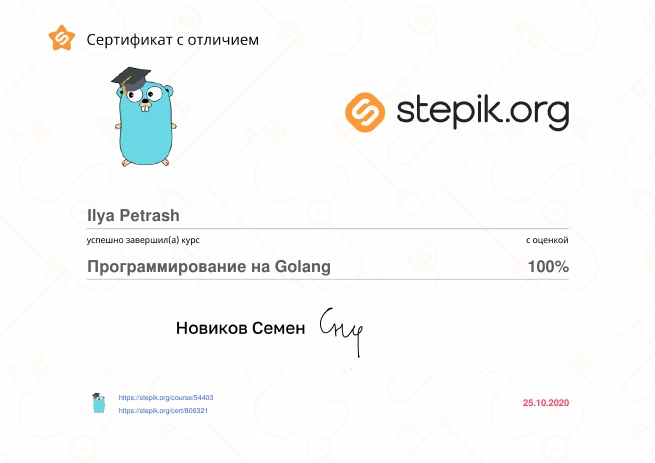 Сертификат с отличием
stepik.org
Ilya Petrash
успешно завершил(а) курс с оценкой
Программирование на Golang 100%
Новиков Семен
https://stepik.org/course/54403
https://stepik.org/cert/806321
25.10.2020